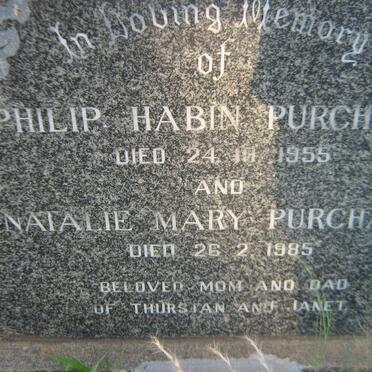 In Loving Memory
of
PHILIP HABIN PURCH
DIED 24 10 1955
AND
NATALIE MARY PURCH
DIED 26 2 1985
BELOVED MOM AND DAD
OF THURSTAN AND JANET